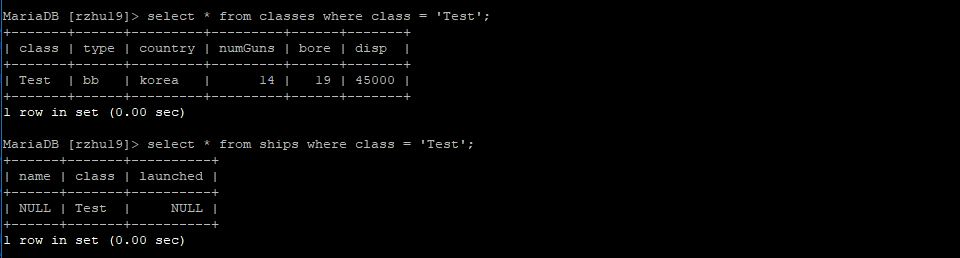 MariaDB [rzhu19]> select * from classes where class = 'Test';
+-------+------+---------+---------+------+-------+
| class | type | country | numGuns | bore | disp  |
+-------+------+---------+---------+------+-------+
| Test  | bb   | korea   |      14 |   19 | 45000 |
+-------+------+---------+---------+------+-------+
1 row in set (0.00 sec)
MariaDB [rzhu19]> select * from ships where class = 'Test';
+------+-------+----------+
| name | class | launched |
+------+-------+----------+
| NULL | Test  |     NULL |
+------+-------+----------+
1 row in set (0.00 sec)